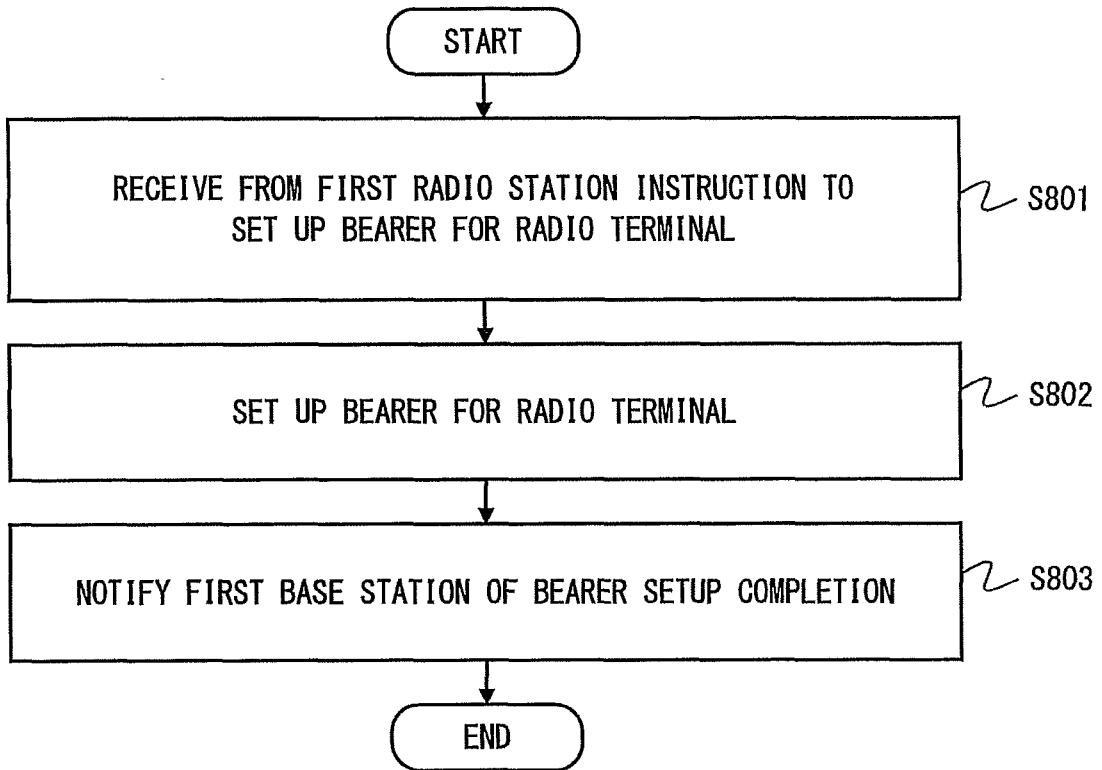 START
RECEIVE FROM FIRST RADIO STATION INSTRUCTION TO
SET UP BEARER FOR RADIO TERMINAL
S801
SET UP BEARER FOR RADIO TERMINAL
S802
NOTIFY FIRST BASE STATION OF BEARER SETUP COMPLETION
S803
END